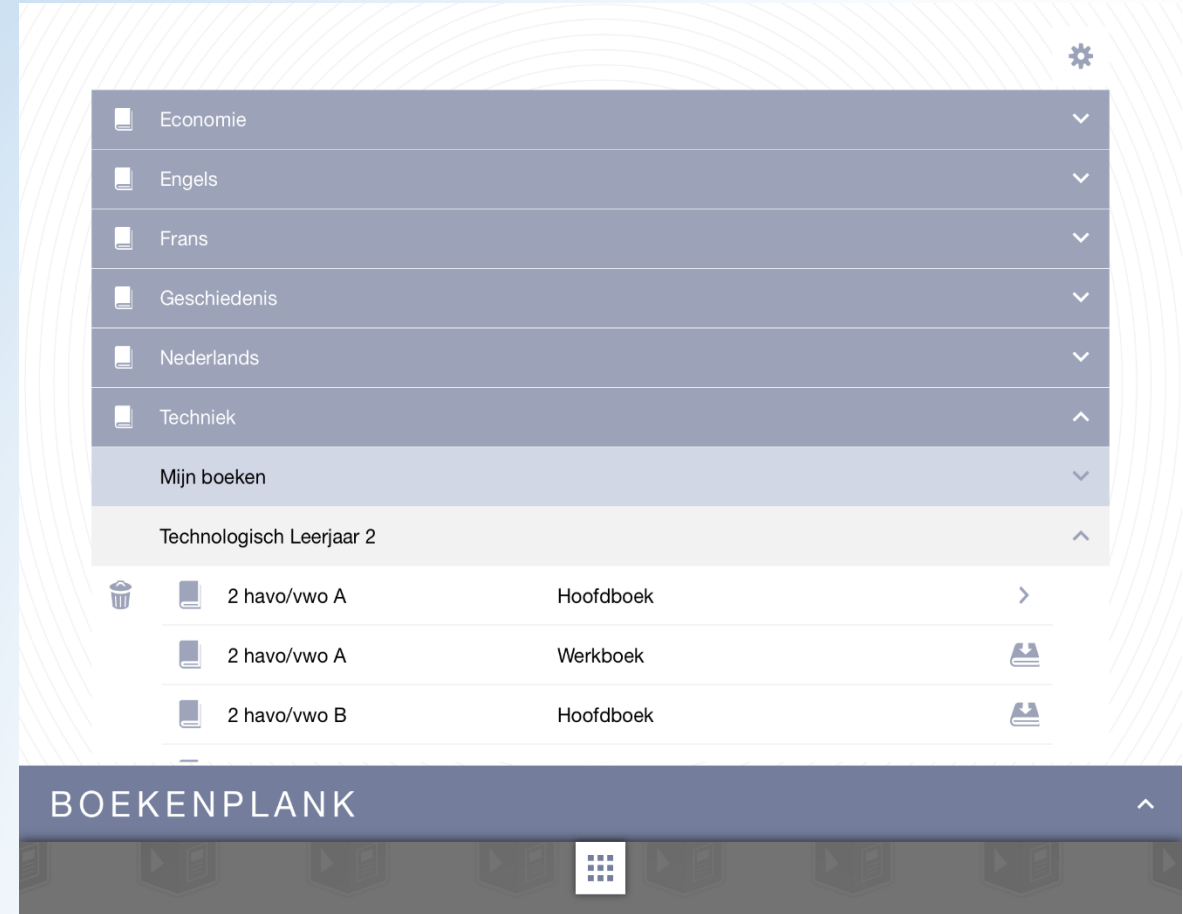 Economie
Engels
Frans
Geschiedenis
Nederlands
Techniek
Mijn boeken
Technologisch Leerjaar 2
2 havo/vwo A Hoofdboek
2 havo/vwo A Werkboek
2 havo/vwo B Hoofdboek
BOEKENPLANK